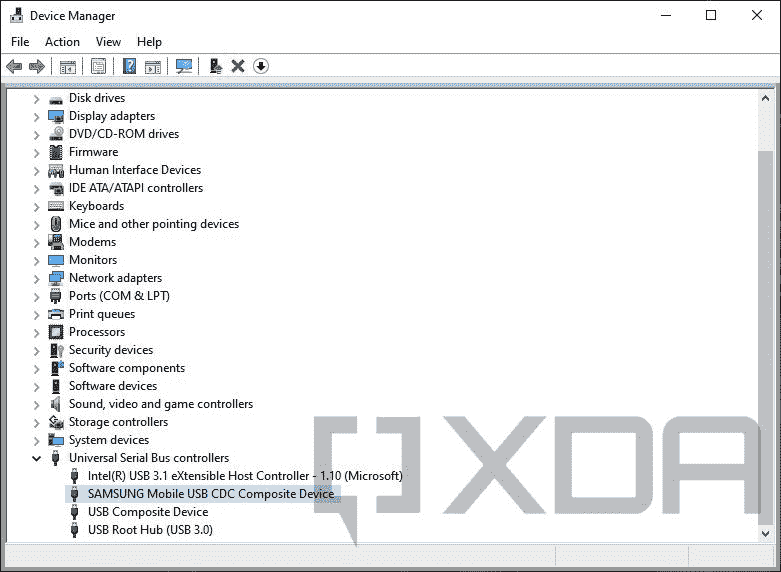 Device Manager
File Action View Help
Disk drives
Display adapters
DVD/CD-ROM drives
Firmware
Human Interface Devices
IDE ATA/ATAPI controllers
Keyboards
Mice and other pointing devices
Modems
Monitors
Network adapters
Ports (COM & LPT)
Print queues
Processors
Security devices
Software components
Software devices
Sound, video and game controllers
Storage controllers
System devices
Universal Serial Bus controllers
Intel(R) USB 3.1 eXtensible Host Controller - 1.10 (Microsoft)
SAMSUNG Mobile USB CDC Composite Device
USB Composite Device
USB Root Hub (USB 3.0)
XDA